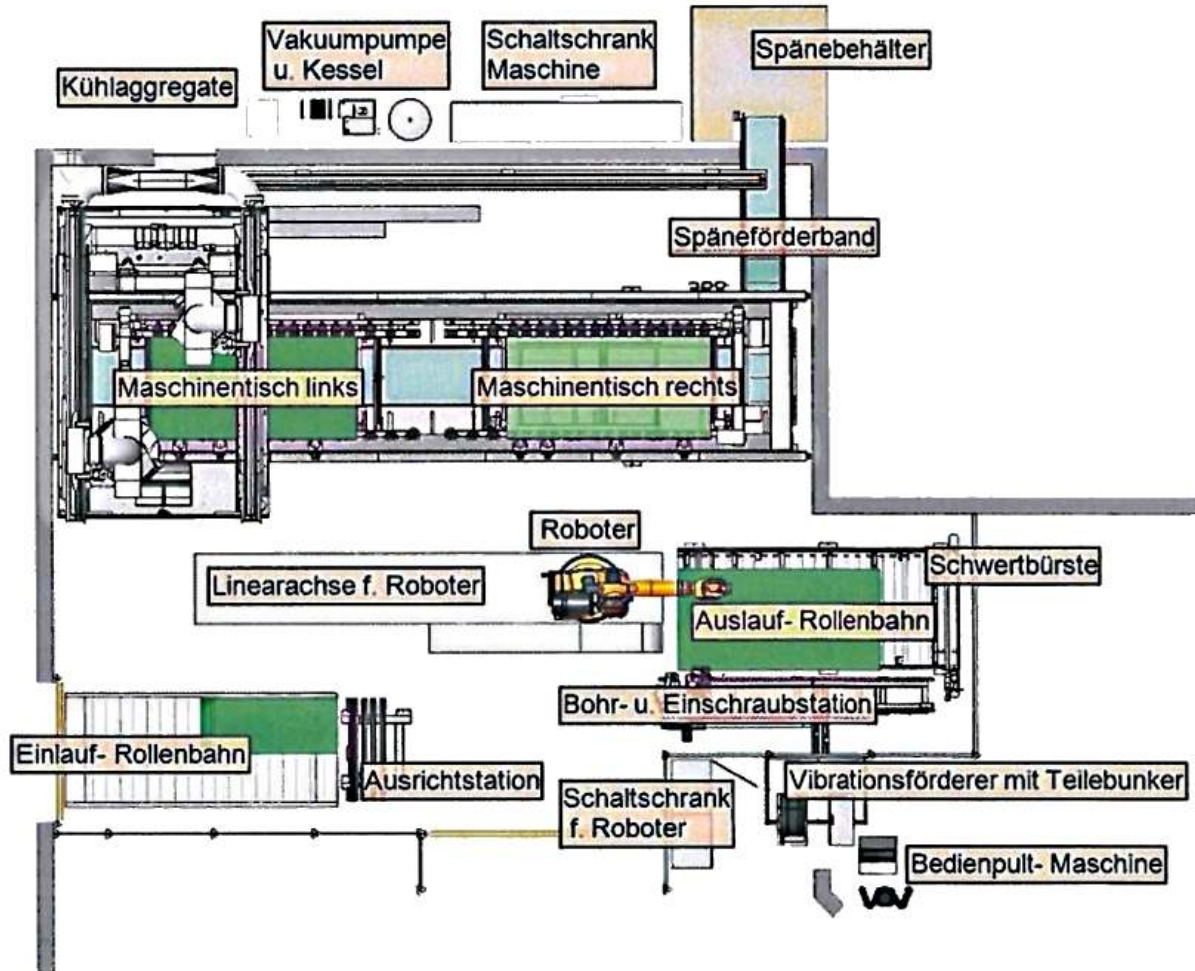 Vakuumpumpe
u. Kessel
Schaltschrank
Maschine
Spänebehälter
Kühlaggregate
Späneförderband
Maschinentisch links
Maschinentisch rechts
Roboter
Linearachse f. Roboter
Schwertbürste
Auslauf- Rollenbahn
Bohr- u. Einschraubstation
Einlauf- Rollenbahn
Ausrichtstation
Schaltschrank
f. Roboter
Vibrationsförderer mit Teilebunker
Bedienpult- Maschine